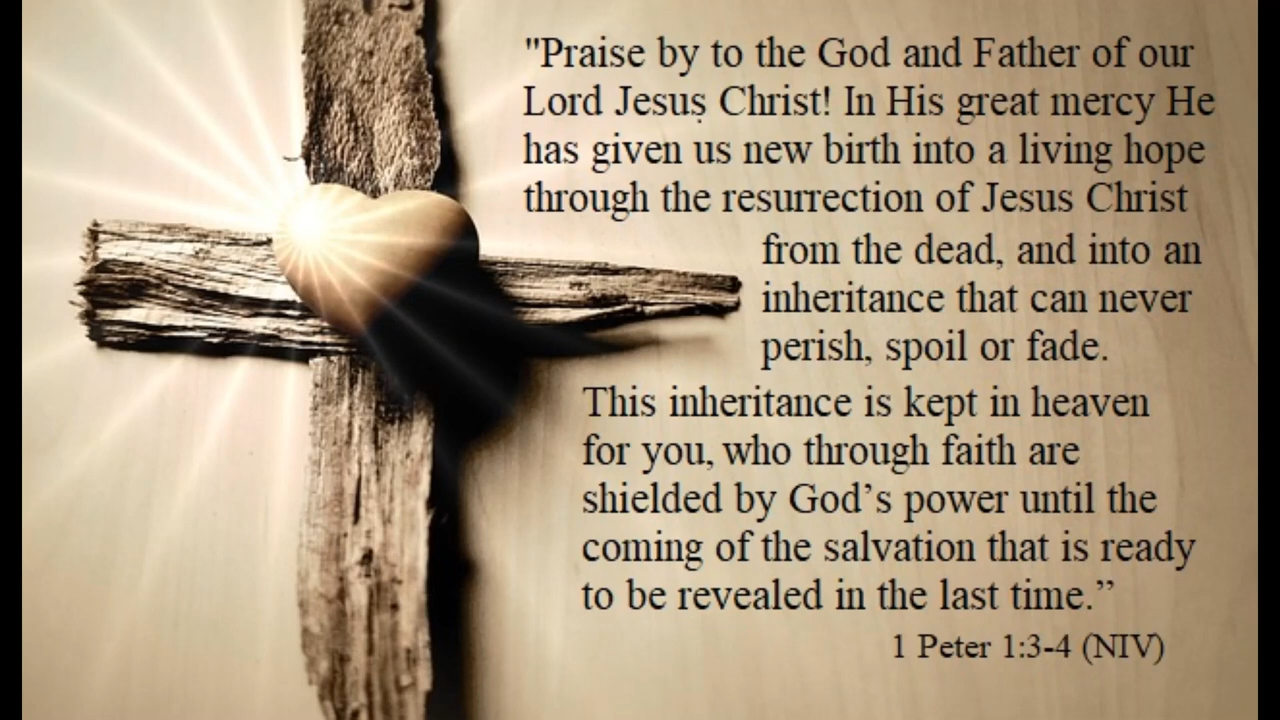 "Praise by to the God and Father of our
Lord Jesus Christ! In His great mercy He
has given us new birth into a living hope
through the resurrection of Jesus Christ
from the dead, and into an
inheritance that can never
perish, spoil or fade.
This inheritance is kept in heaven
for you, who through faith are
shielded by God’s power until the
coming of the salvation that is ready
to be revealed in the last time.”
1 Peter 1:3-4 (NIV)